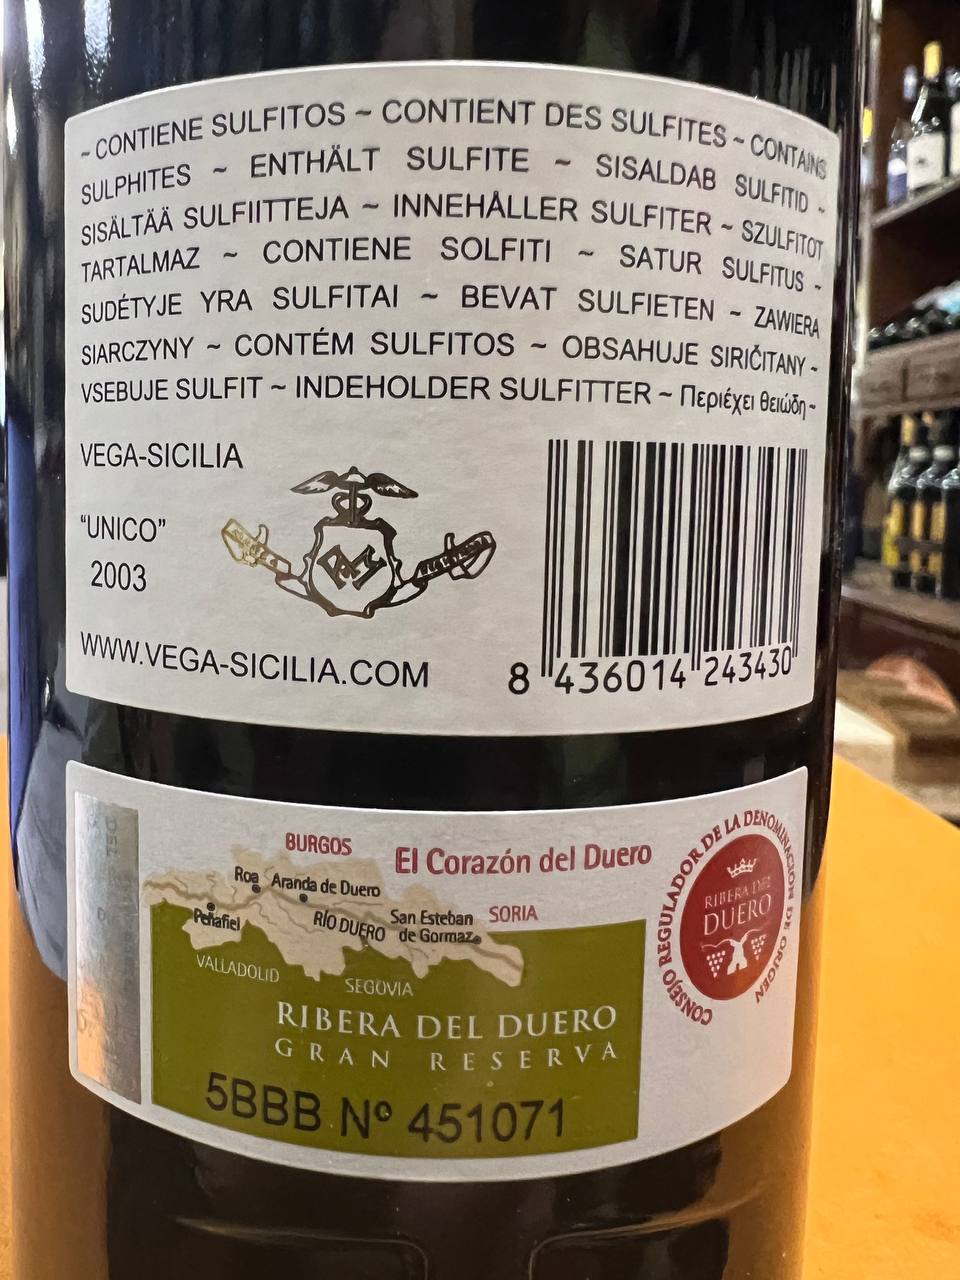 ~ CONTIENE SULFITOS ~ CONTIENT DES SULFITES ~ CONTAINS
SULPHITES ~ ENTHÄLT SULFITE ~ SISALDAB SULFITID ~
SISÄLTÄÄ SULFIITTEJA ~ INNEHÅLLER SULFITER ~ SZULFITOT
TARTALMAZ ~ CONTIENE SOLFITI ~ SATUR SULFITUS ~
SUDĖTYJE YRA SULFITAI ~ BEVAT SULFIETEN ~ ZAWIERA
SIARCZYNY ~ CONTÉM SULFITOS ~ OBSAHUJE SIRIČITANY ~
VSEBUJE SULFIT ~ INDEHOLDER SULFITTER ~ Περιέχει θειώδη ~
VEGA-SICILIA
“UNICO”
2003
WWW.VEGA-SICILIA.COM
8 436014 243430
BURGOS
El Corazón del Duero
Roa
Aranda de Duero
Peñafiel
RÍO DUERO
San Esteban
de Gormaz
SORIA
VALLADOLID
SEGOVIA
RIBERA DEL DUERO
GRAN RESERVA
5BBB Nº 451071
CONSEJO REGULADOR DE LA DENOMINACIÓN DE ORIGEN
RIBERA DEL
DUERO